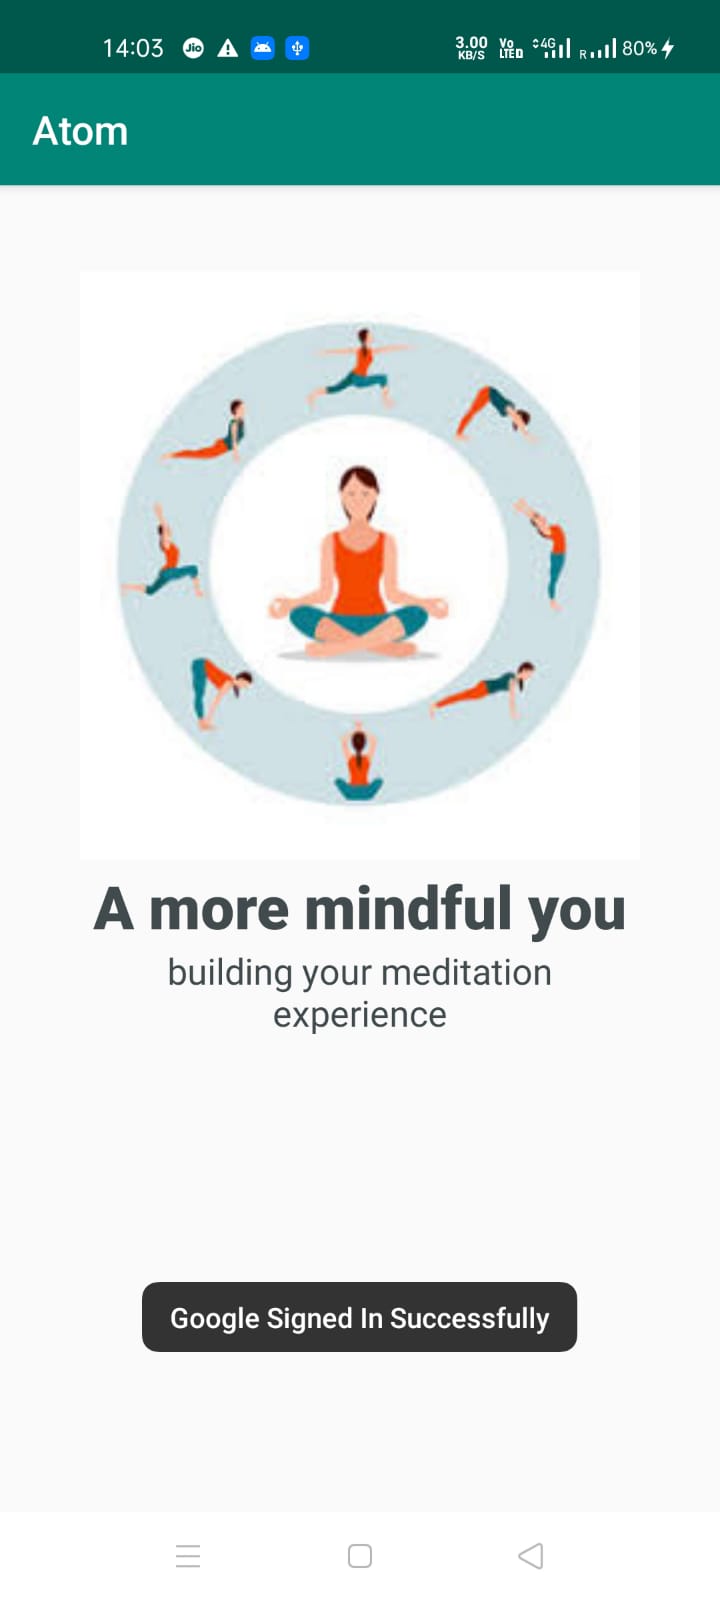 14:03 Jio 3.00 KB/S Vo LTED 4G R 80%
Atom
A more mindful you
building your meditation
experience
Google Signed In Successfully